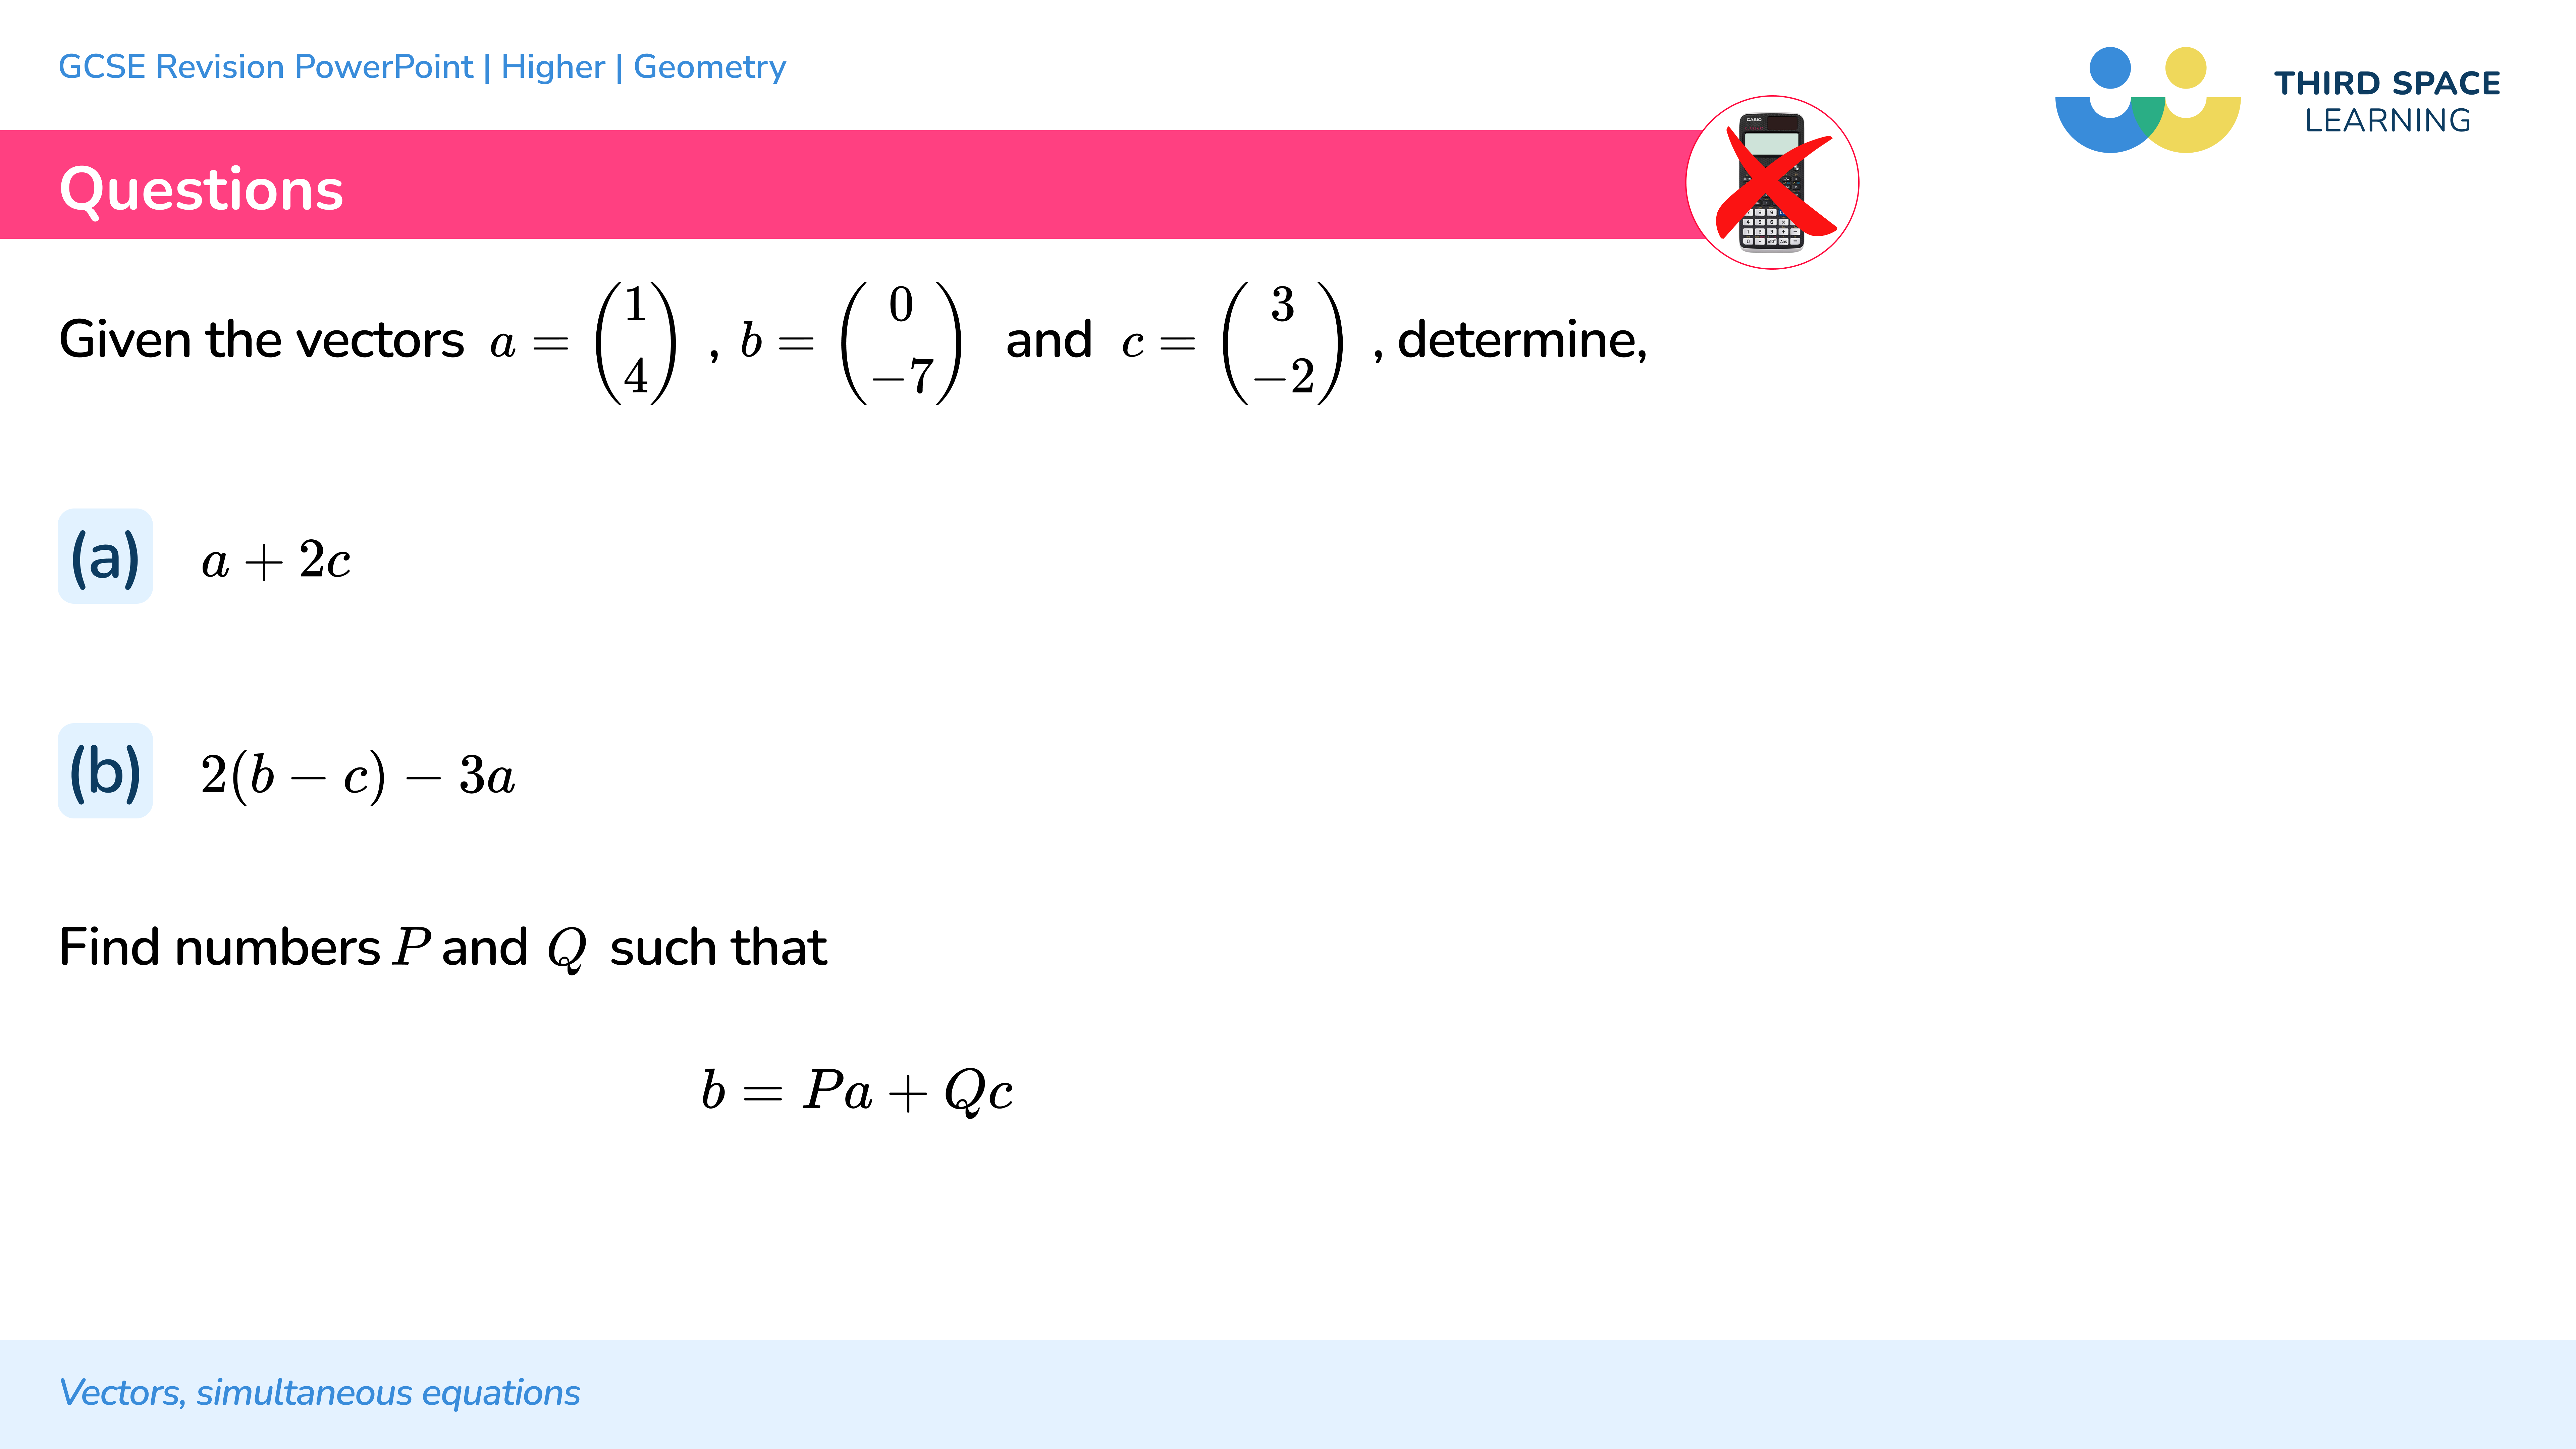 GCSE Revision PowerPoint | Higher | Geometry
THIRD SPACE
LEARNING
Questions
CASIO
Given the vectors a = (1 4) , b = (0 −7) and c = (3 −2) , determine,
(a) a + 2c
(b) 2(b − c) − 3a
Find numbers P and Q such that
b = Pa + Qc
Vectors, simultaneous equations